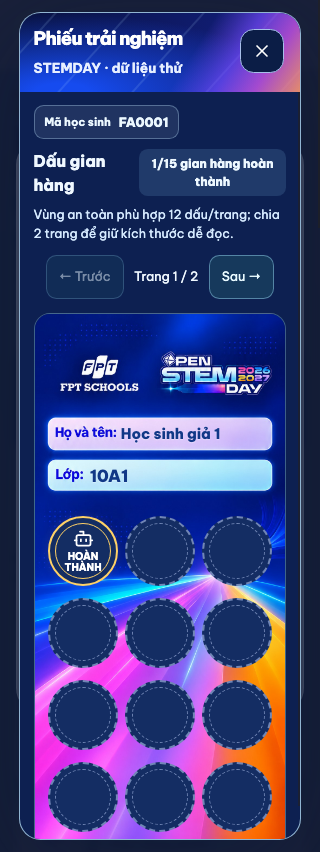 Phiếu trải nghiệm
STEMDAY · dữ liệu thử
Mã học sinh FA0001
Dấu gian hàng
1/15 gian hàng hoàn thành
Vùng an toàn phù hợp 12 dấu/trang; chia
2 trang để giữ kích thước dễ đọc.
← Trước Trang 1 / 2 Sau →
FPT
FPT SCHOOLS
OPEN
STEM 2026 2027
DAY
Họ và tên: Học sinh giả 1
Lớp: 10A1
HOÀN
THÀNH